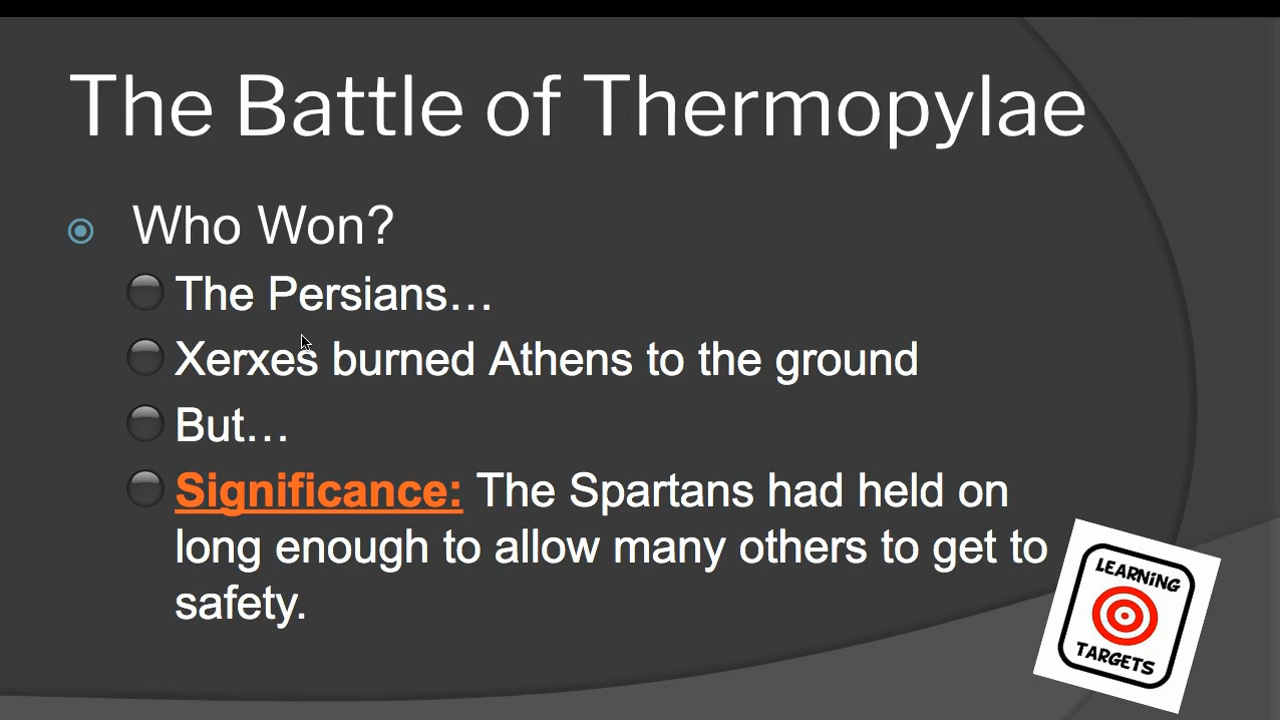 The Battle of Thermopylae
Who Won?
The Persians…
Xerxes burned Athens to the ground
But…
Significance: The Spartans had held on
long enough to allow many others to get to
safety.
LEARNiNG
TARGETS